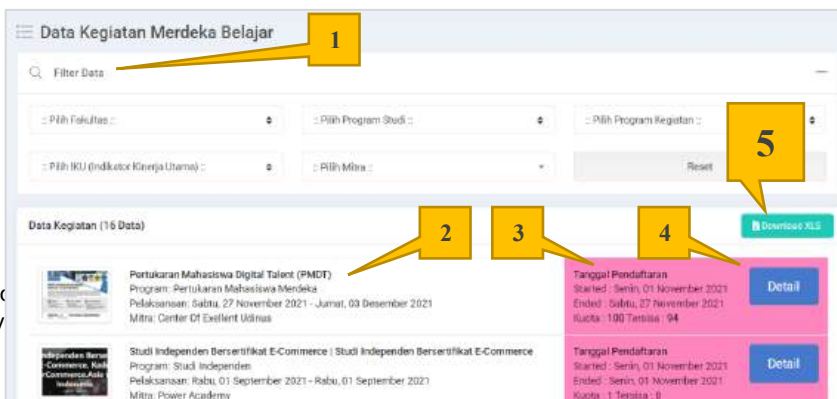 Data Kegiatan Merdeka Belajar
1
Filter Data
:: Pilih Fakultas ::
:: Pilih Program Studi ::
:: Pilih Program Kegiatan ::
:: Pilih IKU (Indikator Kinerja Utama) ::
:: Pilih Mitra ::
Reset
5
Data Kegiatan (16 Data)
2
3
4
Download XLS
Pertukaran Mahasiswa Digital Talent (PMDT)
Program: Pertukaran Mahasiswa Merdeka
Pelaksanaan: Sabtu, 27 November 2021 - Jumat, 03 Desember 2021
Mitra: Center Of Exellent Udinus
Tanggal Pendaftaran
Started : Senin, 01 November 2021
Ended : Sabtu, 27 November 2021
Kuota : 100 Tersisa : 94
Detail
Studi Independen Bersertifikat E-Commerce | Studi Independen Bersertifikat E-Commerce
Program: Studi Independen
Pelaksanaan: Rabu, 01 September 2021 - Rabu, 01 September 2021
Mitra: Power Academy
Tanggal Pendaftaran
Started : Senin, 01 November 2021
Ended : Senin, 01 November 2021
Kuota : 1 Tersisa : 0
Detail